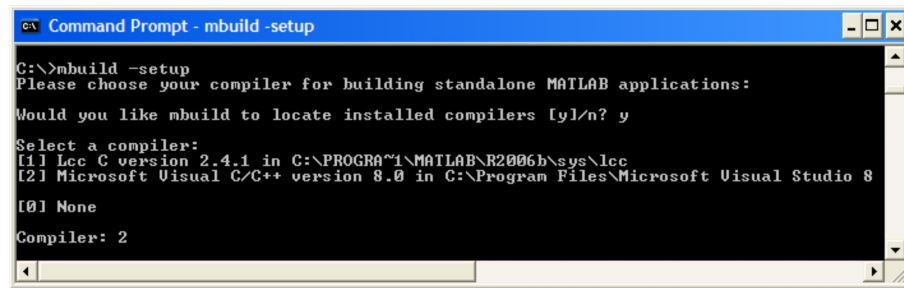 Command Prompt - mbuild -setup
C:\>mbuild -setup
Please choose your compiler for building standalone MATLAB applications:
Would you like mbuild to locate installed compilers [y]/n? y
Select a compiler:
[1] Lcc C version 2.4.1 in C:\PROGRA~1\MATLAB\R2006b\sys\lcc
[2] Microsoft Visual C/C++ version 8.0 in C:\Program Files\Microsoft Visual Studio 8
[0] None
Compiler: 2